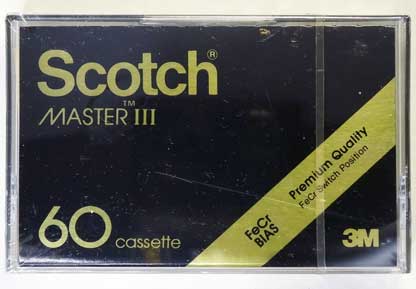 Scotch®
MASTER™ III
Premium Quality
FeCr Switch Position
FeCr
BIAS
60 cassette
3M